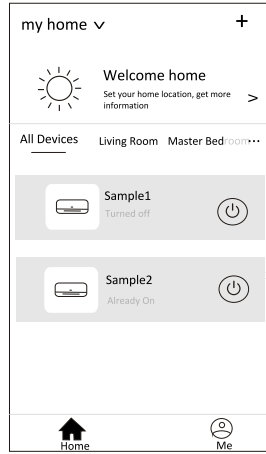 my home
Welcome home
Set your home location, get more
information
All Devices Living Room Master Bedroom
Sample1
Turned off
Sample2
Already On
Home Me